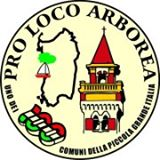 PRO LOCO ARBOREA
UNO DEI
COMUNI DELLA PICCOLA GRANDE ITALIA